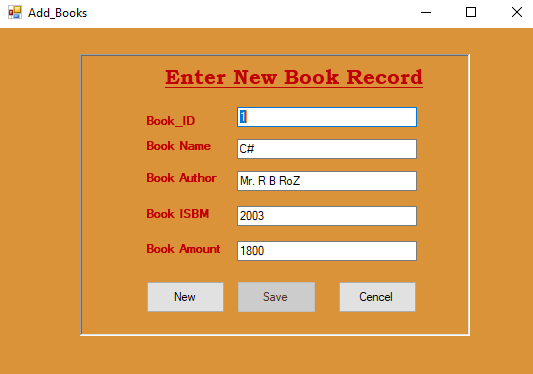 Add_Books
Enter New Book Record
Book_ID 1
Book Name C#
Book Author Mr. R B RoZ
Book ISBM 2003
Book Amount 1800
New Save Cencel